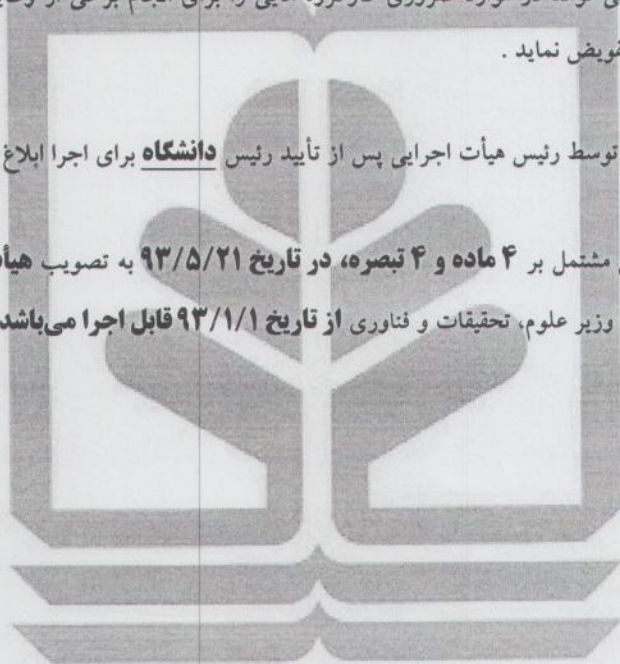 تفویض نماید .
توسط رئیس هیأت اجرایی پس از تأیید رئیس دانشگاه برای اجرا ابلاغ
مشتمل بر ۴ ماده و ۴ تبصره، در تاریخ ۹۳/۵/۲۱ به تصویب هیأ
وزیر علوم، تحقیقات و فناوری از تاریخ ۹۳/۱/۱ قابل اجرا می‌باشد